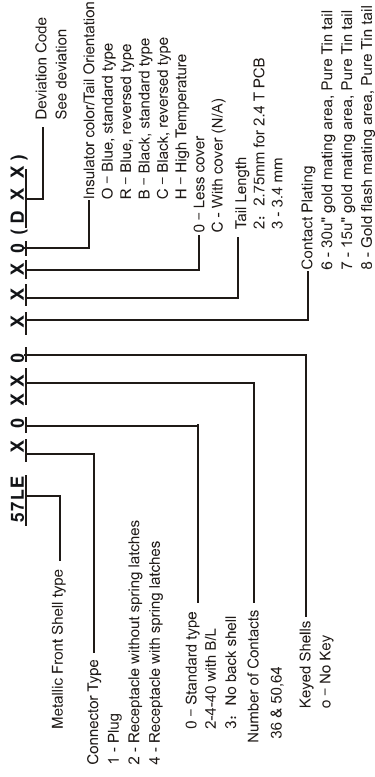 57LE X 0 XX 0 X X X 0 (D X X)
Metallic Front Shell type
Connector Type
1 - Plug
2 - Receptacle without spring latches
4 - Receptacle with spring latches
0 – Standard type
2-4-40 with B/L
3: No back shell
Number of Contacts
36 & 50,64
Keyed Shells
o – No Key
Deviation Code
See deviation
Insulator color/Tail Orientation
O – Blue, standard type
R – Blue, reversed type
B – Black, standard type
C – Black, reversed type
H – High Temperature
0 – Less cover
C - With cover (N/A)
Tail Length
2: 2.75mm for 2.4 T PCB
3 - 3.4 mm
Contact Plating
6 - 30u" gold mating area, Pure Tin tail
7 - 15u" gold mating area, Pure Tin tail
8 - Gold flash mating area, Pure Tin tail